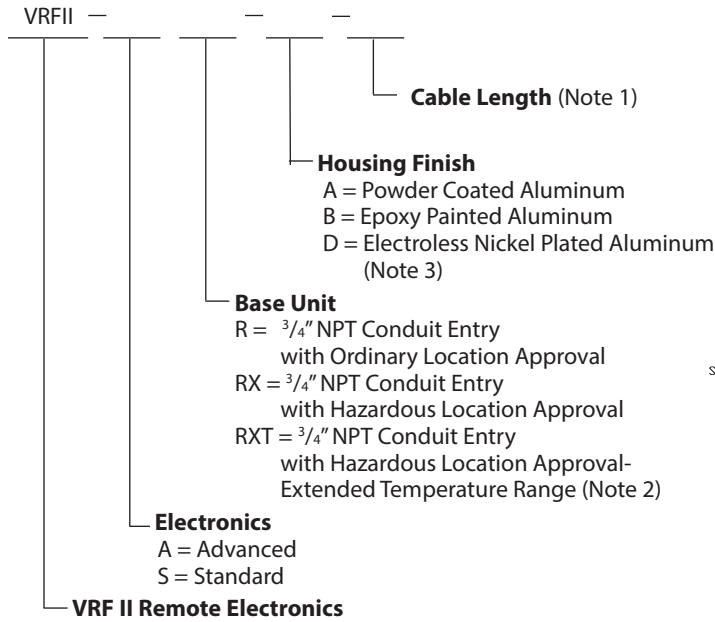 VRFII — — —
Cable Length (Note 1)
Housing Finish
A = Powder Coated Aluminum
B = Epoxy Painted Aluminum
D = Electroless Nickel Plated Aluminum
(Note 3)
Base Unit
R = 3/4" NPT Conduit Entry
with Ordinary Location Approval
s
RX = 3/4" NPT Conduit Entry
with Hazardous Location Approval
RXT = 3/4" NPT Conduit Entry
with Hazardous Location Approval-
Extended Temperature Range (Note 2)
Electronics
A = Advanced
S = Standard
VRF II Remote Electronics